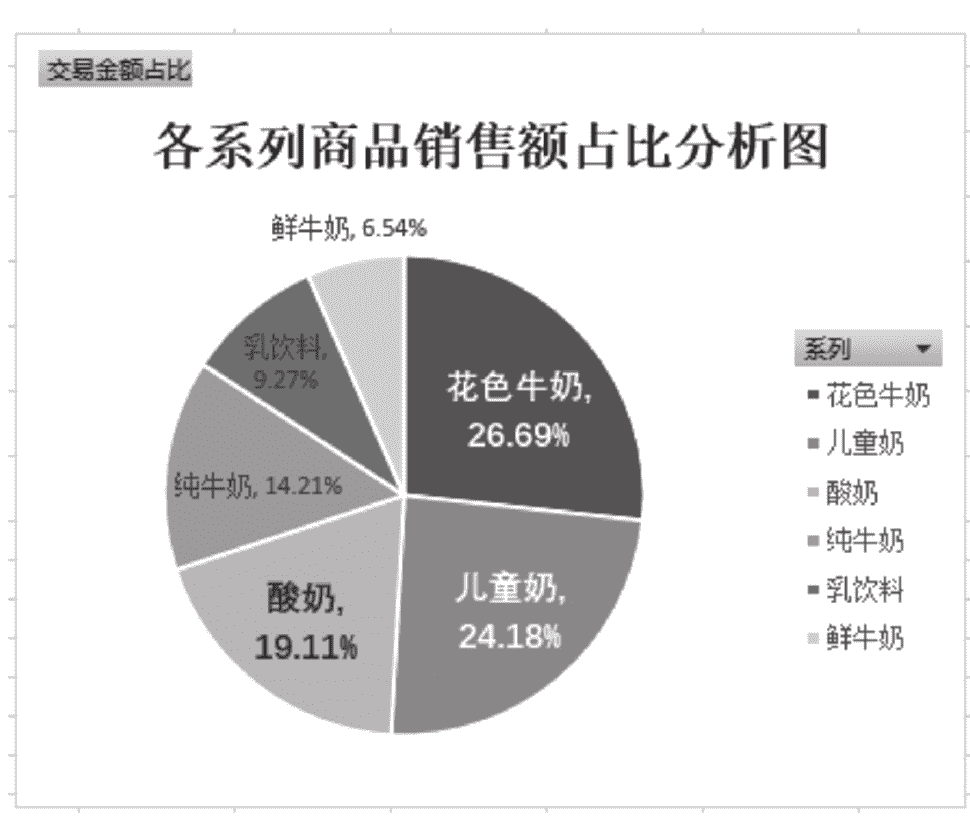 交易金额占比
各系列商品销售额占比分析图
鲜牛奶, 6.54%
乳饮料,
9.27%
花色牛奶,
26.69%
纯牛奶, 14.21%
酸奶,
19.11%
儿童奶,
24.18%
系列
花色牛奶
儿童奶
酸奶
纯牛奶
乳饮料
鲜牛奶